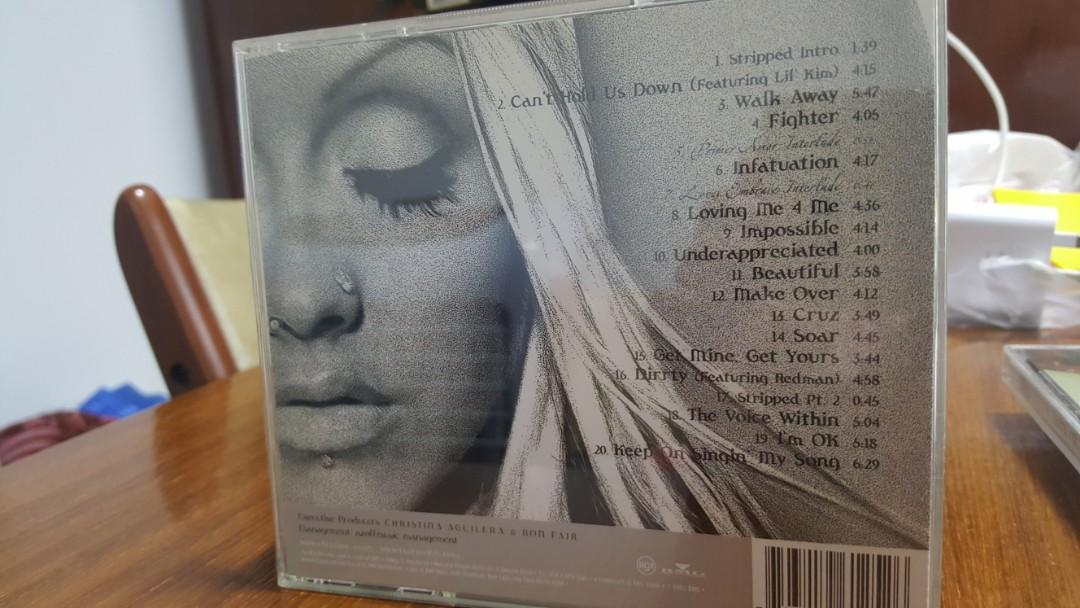 1. Stripped Intro 1:39
2. Can't Hold Us Down (Featuring Lil' Kim) 4:15
3. Walk Away 5:47
4. Fighter 4:05
5. Primer Amor Interlude
6. Infatuation 4:17
7. Loves Embrace Interlude
8. Loving Me 4 Me 4:36
9. Impossible 4:14
10. Underappreciated 4:00
11. Beautiful 3:58
12. Make Over 4:12
13. Cruz 3:49
14. Soar 4:45
15. Get Mine, Get Yours 3:44
16. Dirrty (Featuring Redman) 4:58
17. Stripped Pt. 2 0:45
18. The Voice Within 5:04
19. I'm OK 5:18
20. Keep On Singin' My Song 6:29
Executive Producers CHRISTINA AGUILERA & RON FAIR
Management azoffmusic management
RCA BMG